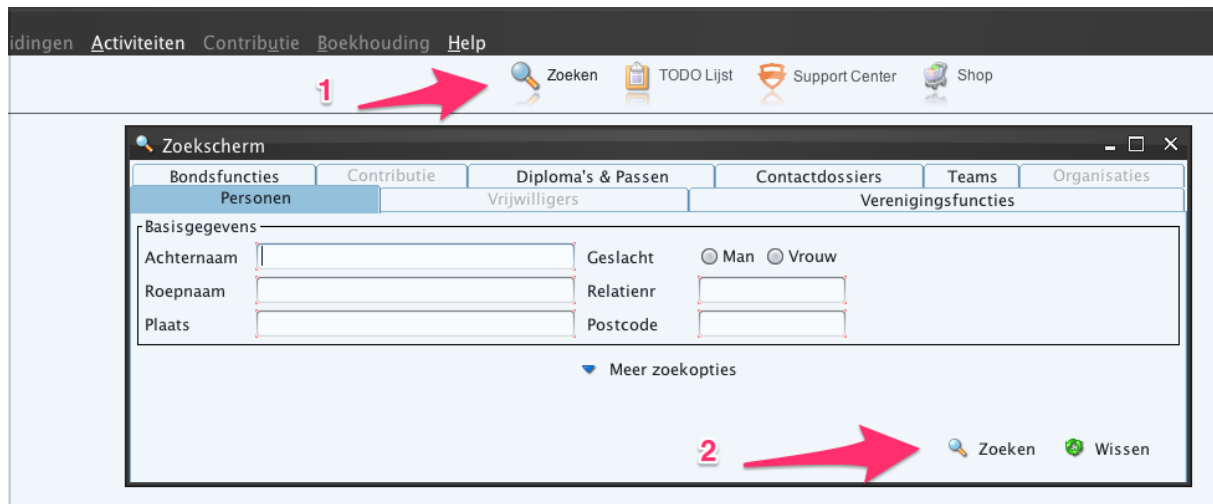 idingen Activiteiten Contributie Boekhouding Help
1 Zoeken TODO Lijst Support Center Shop
Zoekscherm
Bondsfuncties Contributie Diploma's & Passen Contactdossiers Teams Organisaties
Personen Vrijwilligers Verenigingsfuncties
Basisgegevens
Achternaam Geslacht Man Vrouw
Roepnaam Relatienr
Plaats Postcode
Meer zoekopties
2 Zoeken Wissen